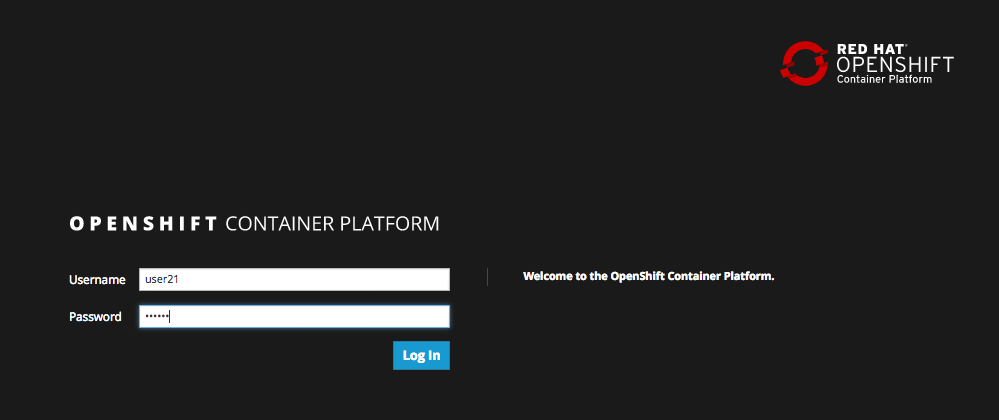 RED HAT®
OPENSHIFT
Container Platform
OPENSHIFT CONTAINER PLATFORM
Username user21
Welcome to the OpenShift Container Platform.
Password ••••••
Log In